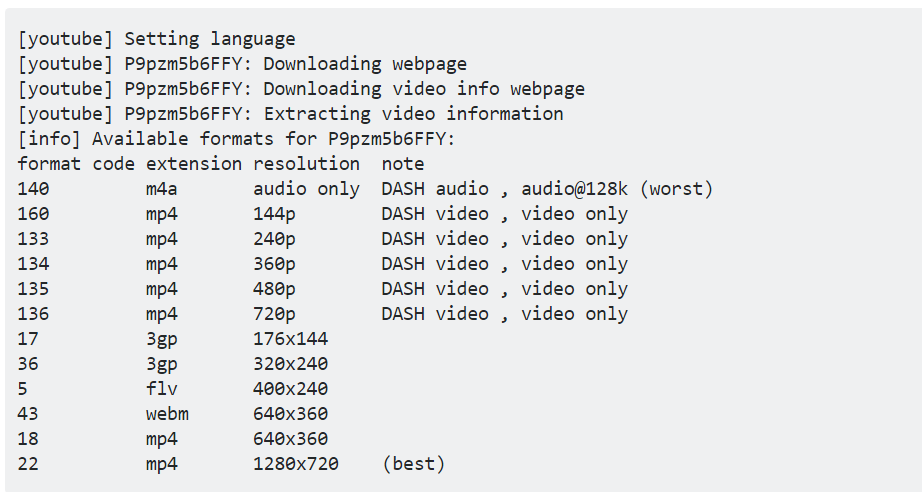 [youtube] Setting language
[youtube] P9pzm5b6FFY: Downloading webpage
[youtube] P9pzm5b6FFY: Downloading video info webpage
[youtube] P9pzm5b6FFY: Extracting video information
[info] Available formats for P9pzm5b6FFY:
format code extension resolution  note
140         m4a       audio only  DASH audio , audio@128k (worst)
160         mp4       144p        DASH video , video only
133         mp4       240p        DASH video , video only
134         mp4       360p        DASH video , video only
135         mp4       480p        DASH video , video only
136         mp4       720p        DASH video , video only
17          3gp       176x144
36          3gp       320x240
5           flv       400x240
43          webm      640x360
18          mp4       640x360
22          mp4       1280x720    (best)